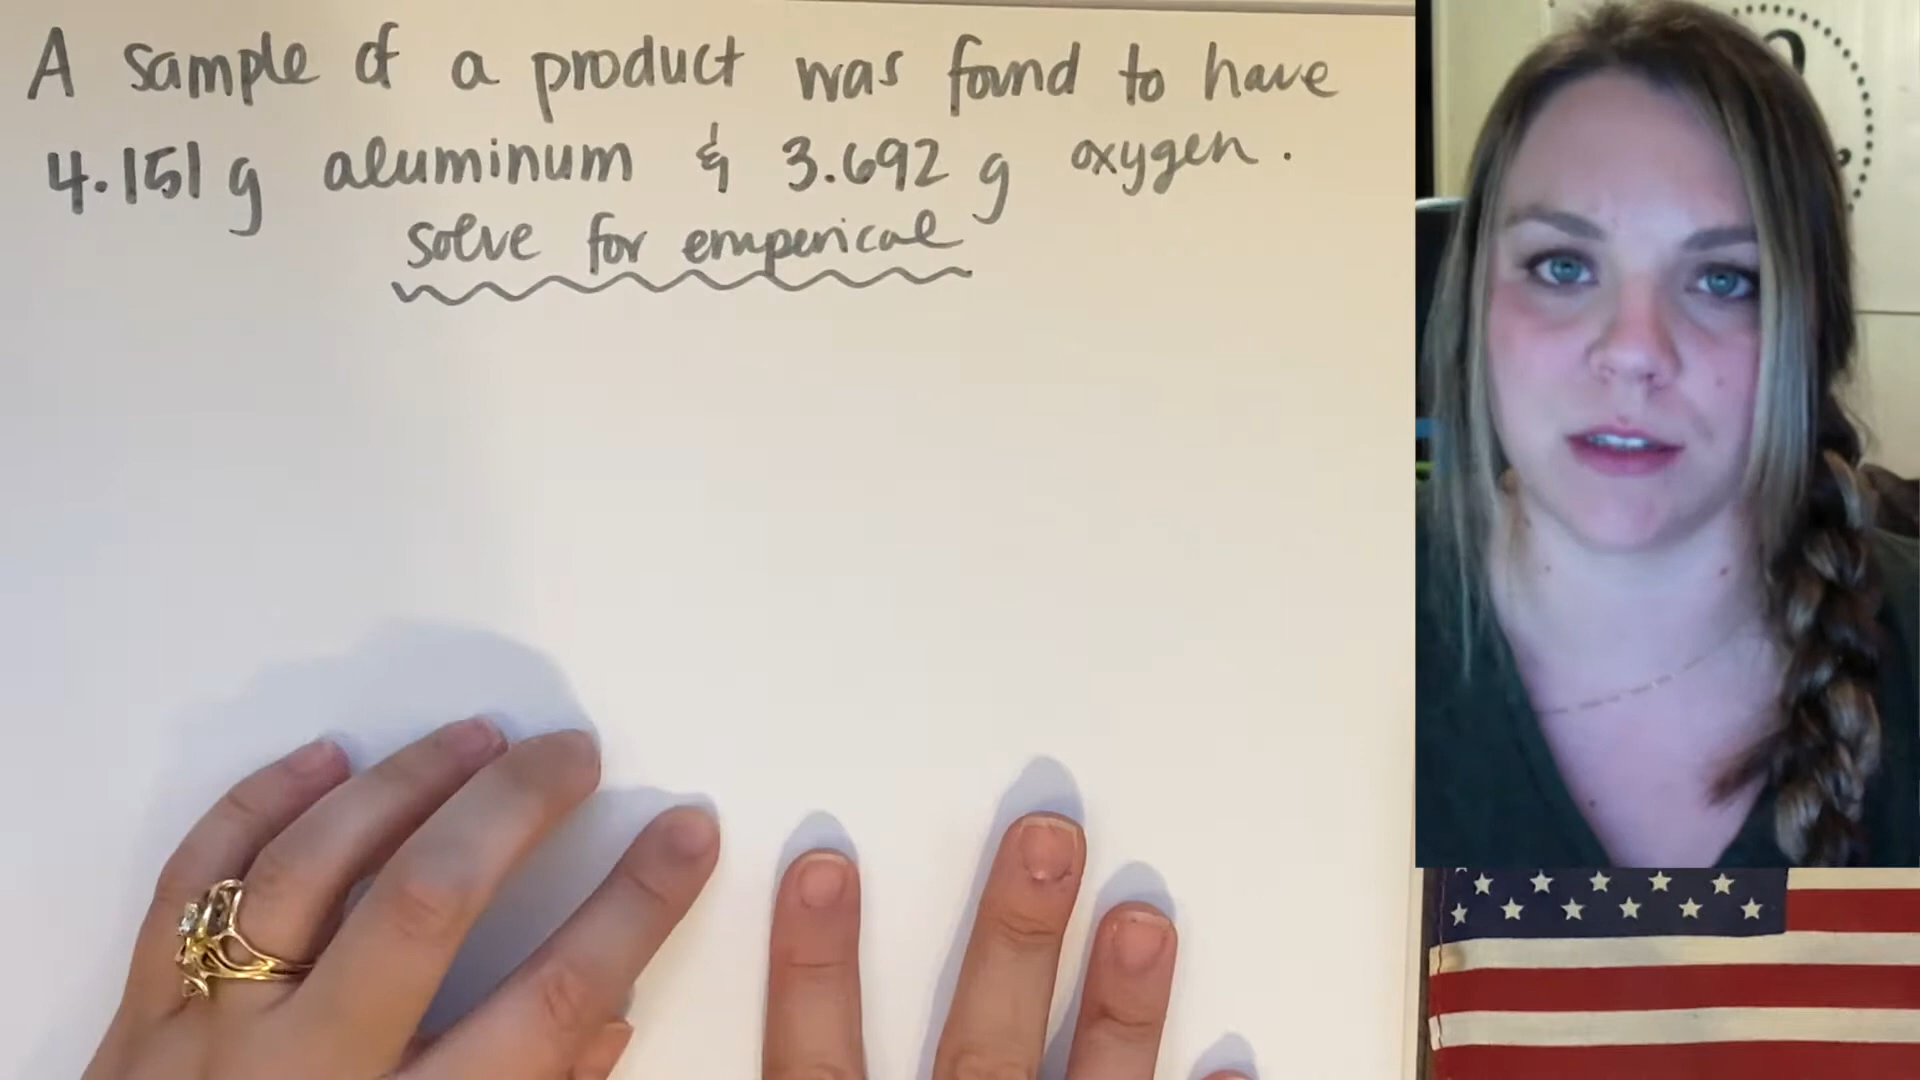 A sample of a product was found to have
4.151 g aluminum & 3.692 g oxygen.
solve for emperical